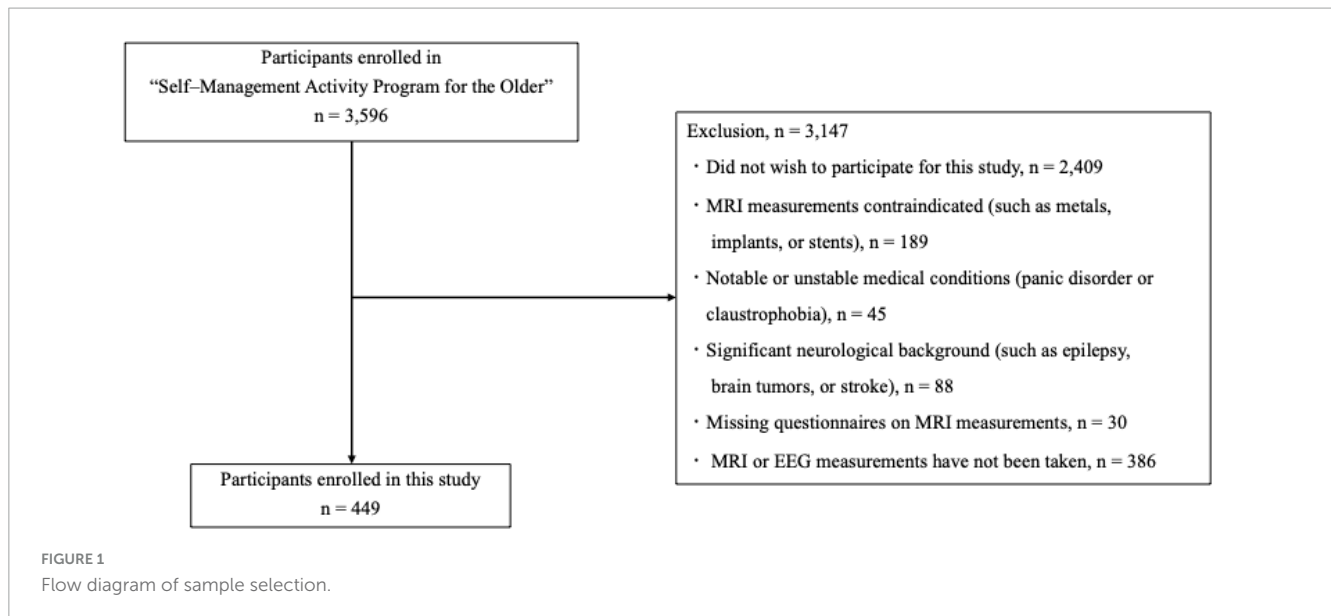 Participants enrolled in
“Self–Management Activity Program for the Older”
n = 3,596
Exclusion, n = 3,147
・Did not wish to participate for this study, n = 2,409
・MRI measurements contraindicated (such as metals,
implants, or stents), n = 189
・Notable or unstable medical conditions (panic disorder or
claustrophobia), n = 45
・Significant neurological background (such as epilepsy,
brain tumors, or stroke), n = 88
・Missing questionnaires on MRI measurements, n = 30
・ MRI or EEG measurements have not been taken, n = 386
Participants enrolled in this study
n = 449
FIGURE 1
Flow diagram of sample selection.